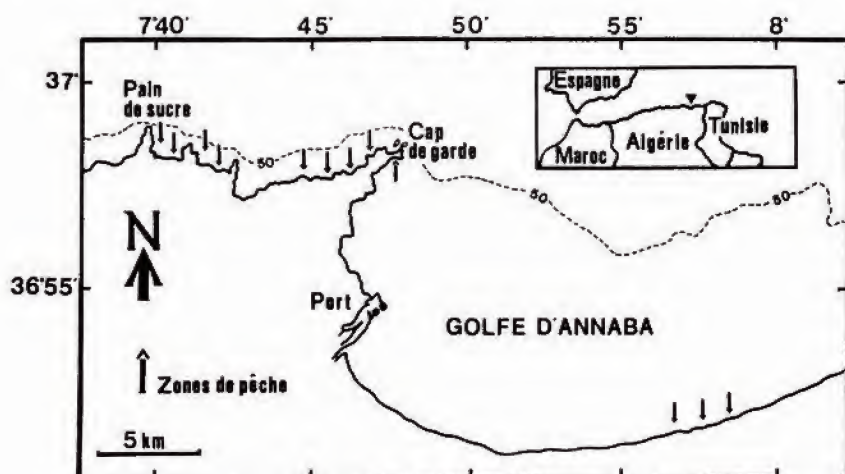 7°40' 45' 50' 55' 8°
37°
Pain
de sucre
Cap
de garde
50
50
50
Espagne
Maroc
Algérie
Tunisie
N
36°55'
Port
GOLFE D'ANNABA
Zones de pêche
5 km